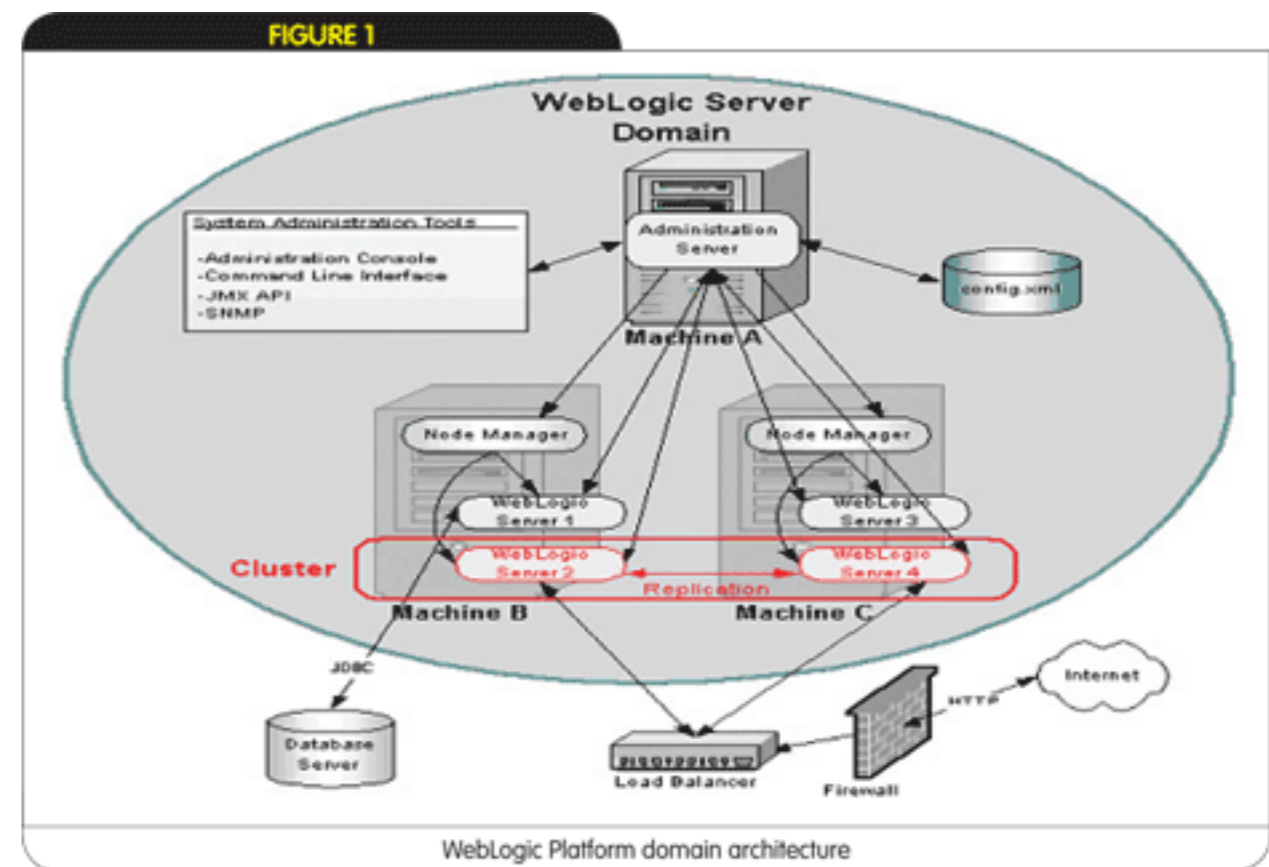 FIGURE 1
WebLogic Server
Domain
System Administration Tools
-Administration Console
-Command Line Interface
-JMX API
-SNMP
Administration
Server
config.xml
Machine A
Node Manager
Node Manager
WebLogic
Server 1
WebLogic
Server 3
Cluster
WebLogic
Server 2
WebLogic
Server 4
Replication
Machine B
Machine C
JDBC
HTTP
Internet
Database
Server
Load Balancer
Firewall
WebLogic Platform domain architecture